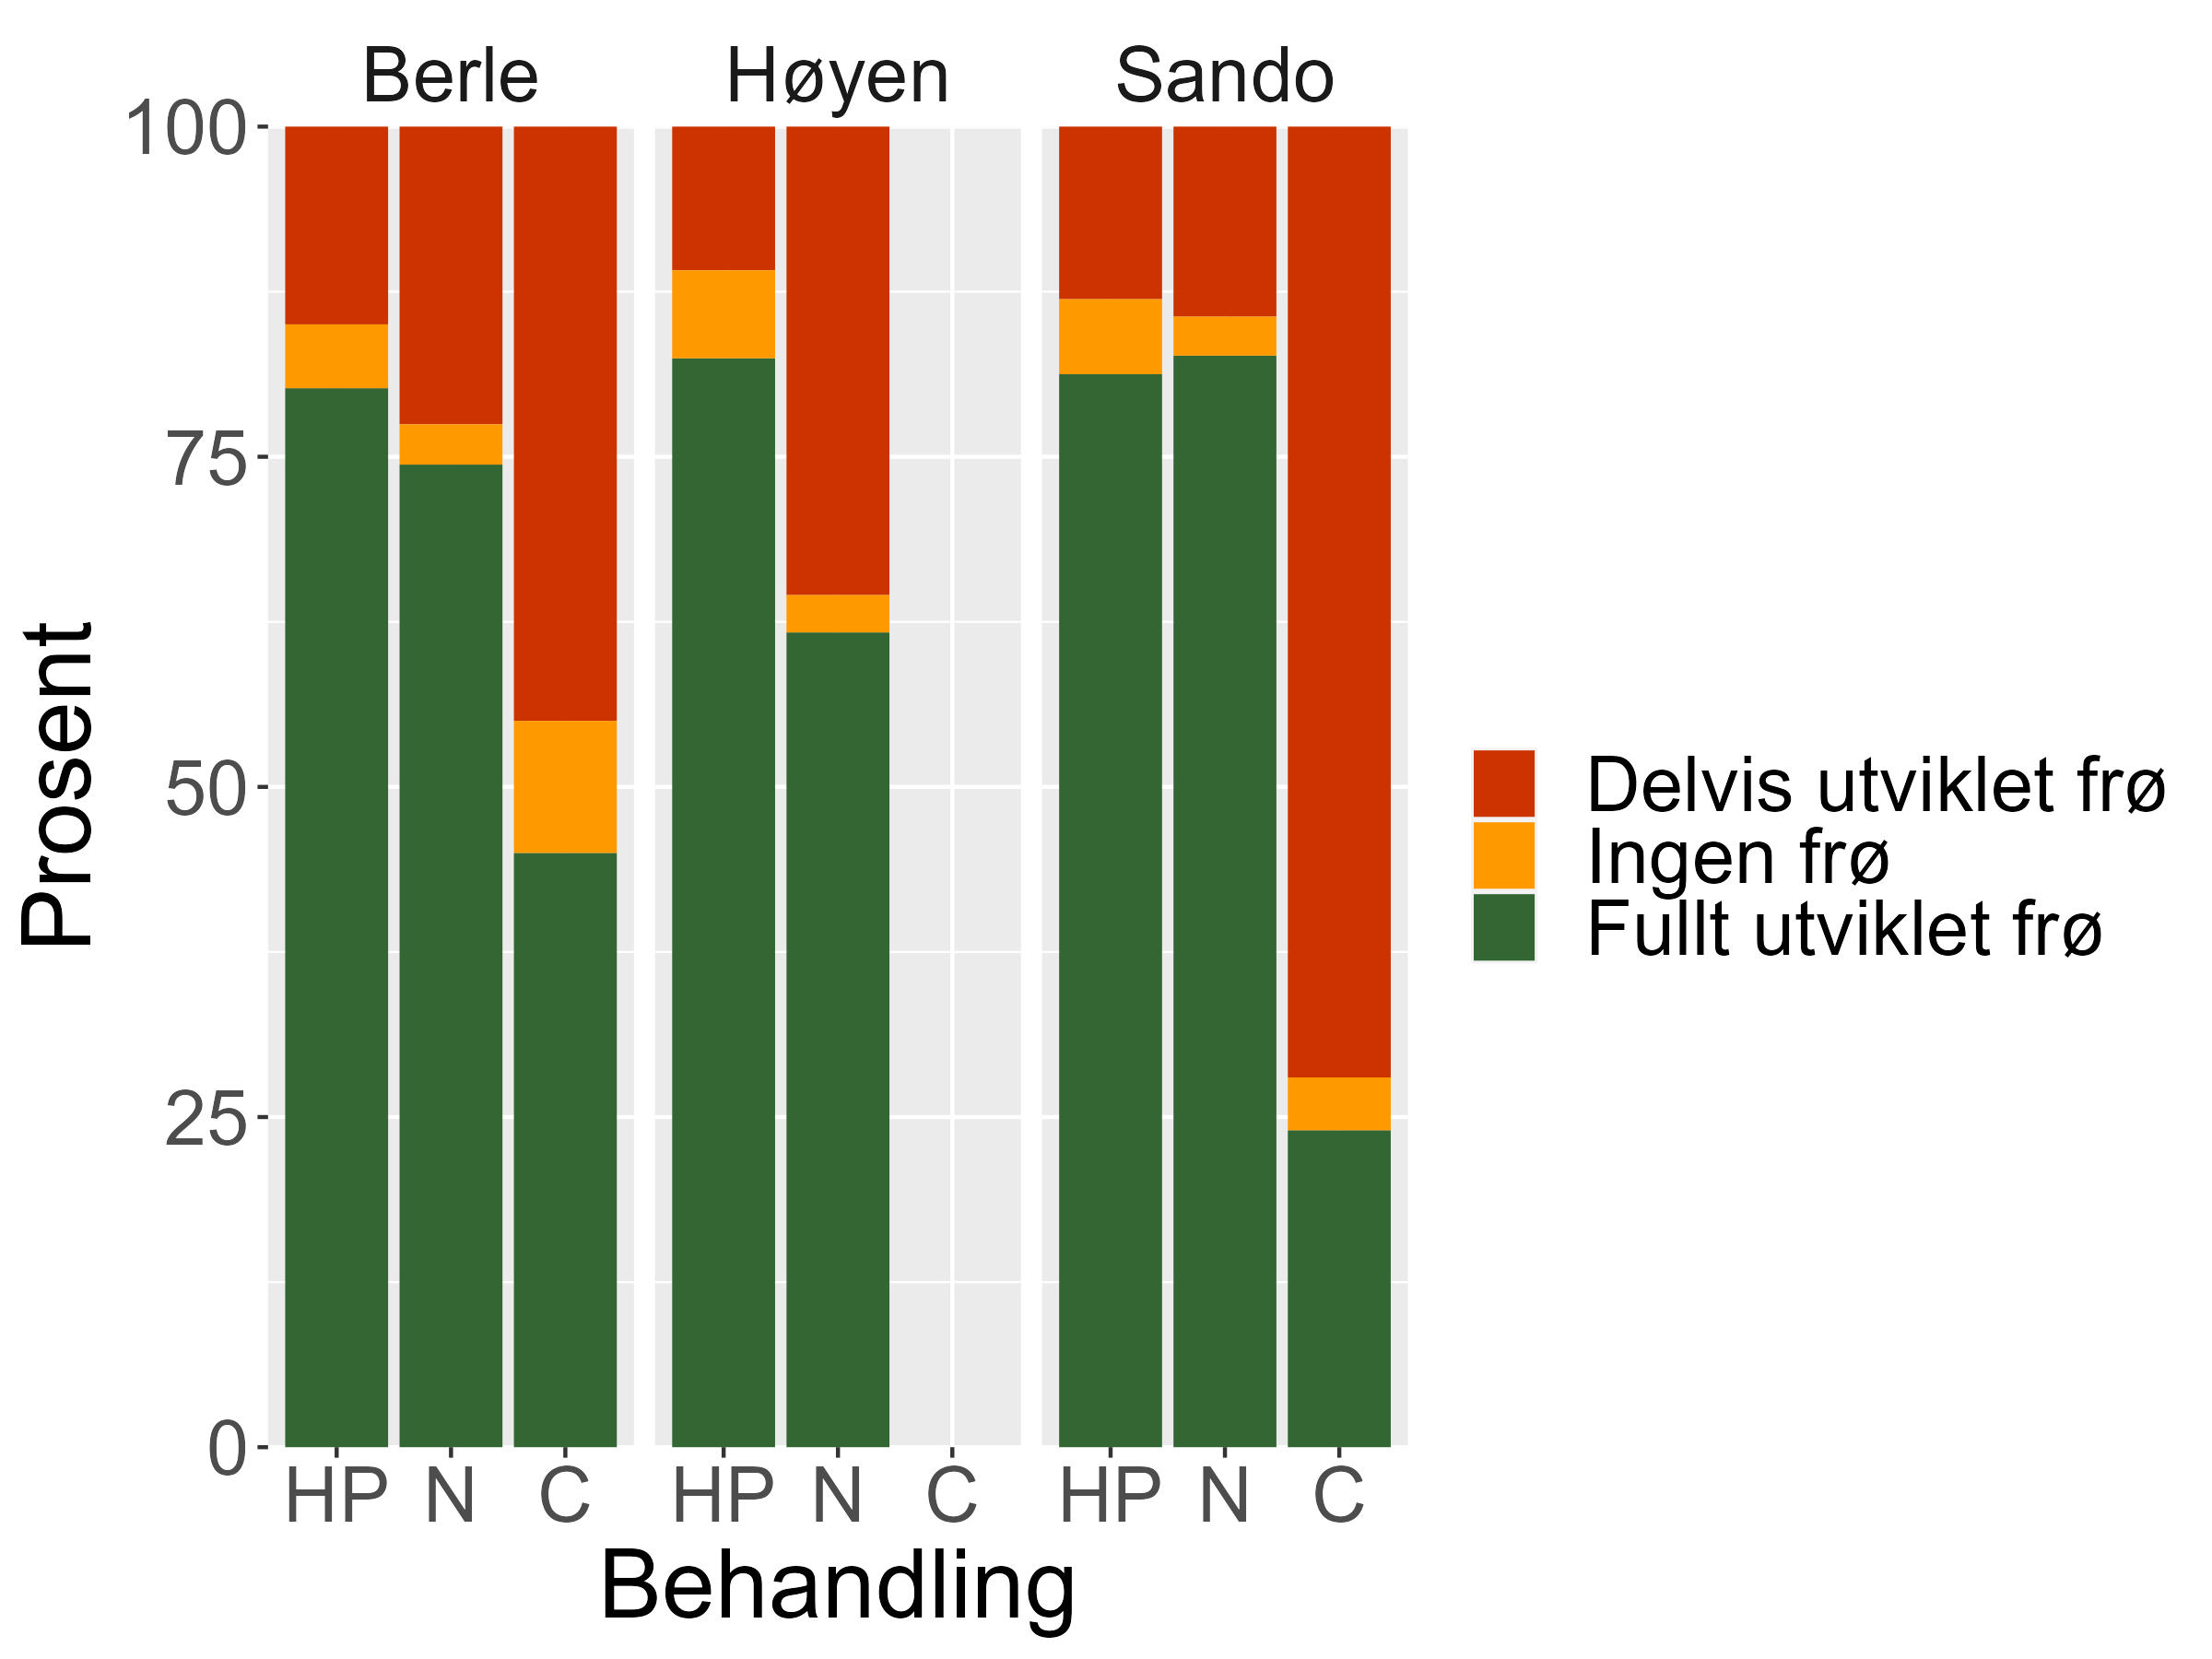 Berle Høyen Sando
100
75
50
25
0
Prosent
HP N C HP N C HP N C
Behandling
Delvis utviklet frø
Ingen frø
Fullt utviklet frø